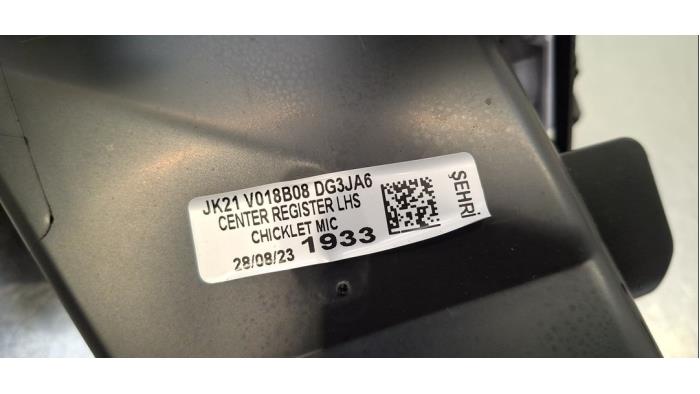 JK21 V018B08 DG3JA6
CENTER REGISTER LHS
CHICKLET MIC
28/08/23 1933
ŞEHRİ